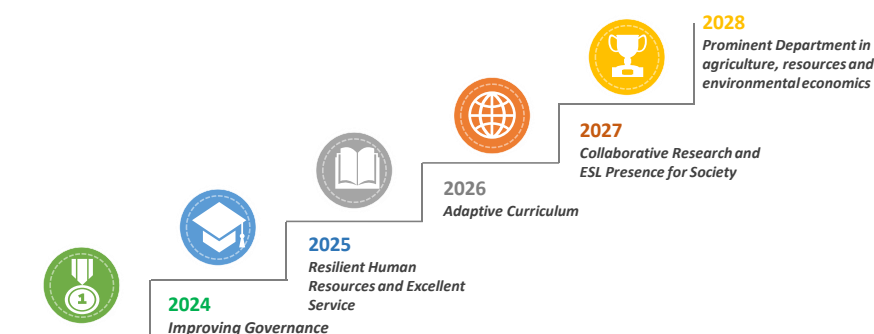 2028
Prominent Department in
agriculture, resources and
environmental economics
2027
Collaborative Research and
ESL Presence for Society
2026
Adaptive Curriculum
2025
Resilient Human
Resources and Excellent
Service
1
2024
Improving Governance